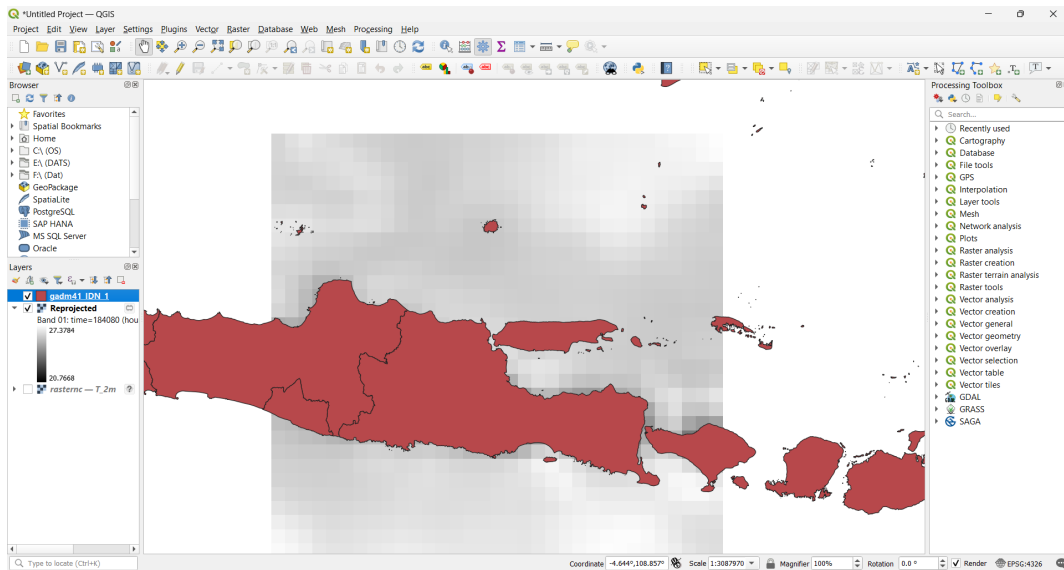 *Untitled Project — QGIS
Project Edit View Layer Settings Plugins Vector Raster Database Web Mesh Processing Help
Browser
Favorites
Spatial Bookmarks
Home
C:\ (OS)
E:\ (DATS)
F:\ (Dat)
GeoPackage
SpatiaLite
PostgreSQL
SAP HANA
MS SQL Server
Oracle
Layers
gadm41_IDN_1
Reprojected
Band 01: time=184080 (hou
27.3784
20.7668
rasternc — T_2m
Processing Toolbox
Search...
Recently used
Cartography
Database
File tools
GPS
Interpolation
Layer tools
Mesh
Network analysis
Plots
Raster analysis
Raster creation
Raster terrain analysis
Raster tools
Vector analysis
Vector creation
Vector general
Vector geometry
Vector overlay
Vector selection
Vector table
Vector tiles
GDAL
GRASS
SAGA
Type to locate (Ctrl+K) Coordinate -4.644°,108.857° Scale 1:3087970 Magnifier 100% Rotation 0.0 ° Render EPSG:4326